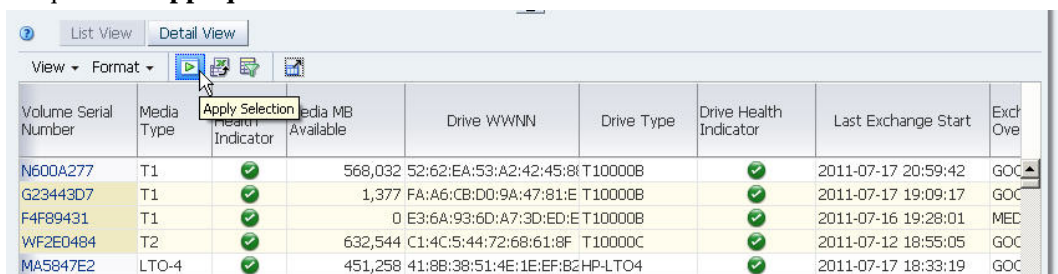 List View Detail View
View Format
Apply Selection
Volume Serial Number Media Type Health Indicator Media MB Available Drive WWNN Drive Type Drive Health Indicator Last Exchange Start Exch Ove
N600A277 T1 568,032 52:62:EA:53:A2:42:45:8 T10000B 2011-07-17 20:59:42 GOO
G23443D7 T1 1,377 FA:A6:CB:D0:9A:47:81:E T10000B 2011-07-17 19:09:17 GOO
F4F89431 T1 0 E3:6A:93:6D:A7:3D:ED:E T10000B 2011-07-16 19:28:01 MED
WF2E0484 T2 632,544 C1:4C:5:44:72:68:61:8F T10000C 2011-07-12 18:55:05 GOO
MA5847E2 LTO-4 451,258 41:8B:38:51:4E:1E:EF:B2 HP-LTO4 2011-07-17 18:33:19 GOO